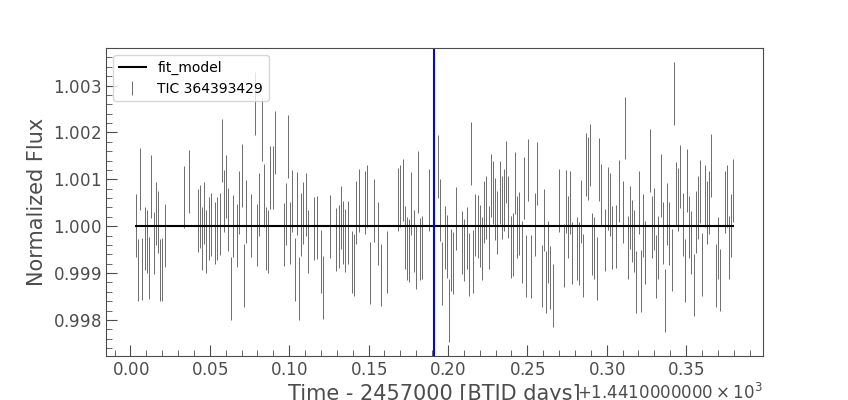 fit_model
TIC 364393429
Normalized Flux
1.003
1.002
1.001
1.000
0.999
0.998
0.00 0.05 0.10 0.15 0.20 0.25 0.30 0.35
Time - 2457000 [BTJD days]
+1.4410000000 × 10³